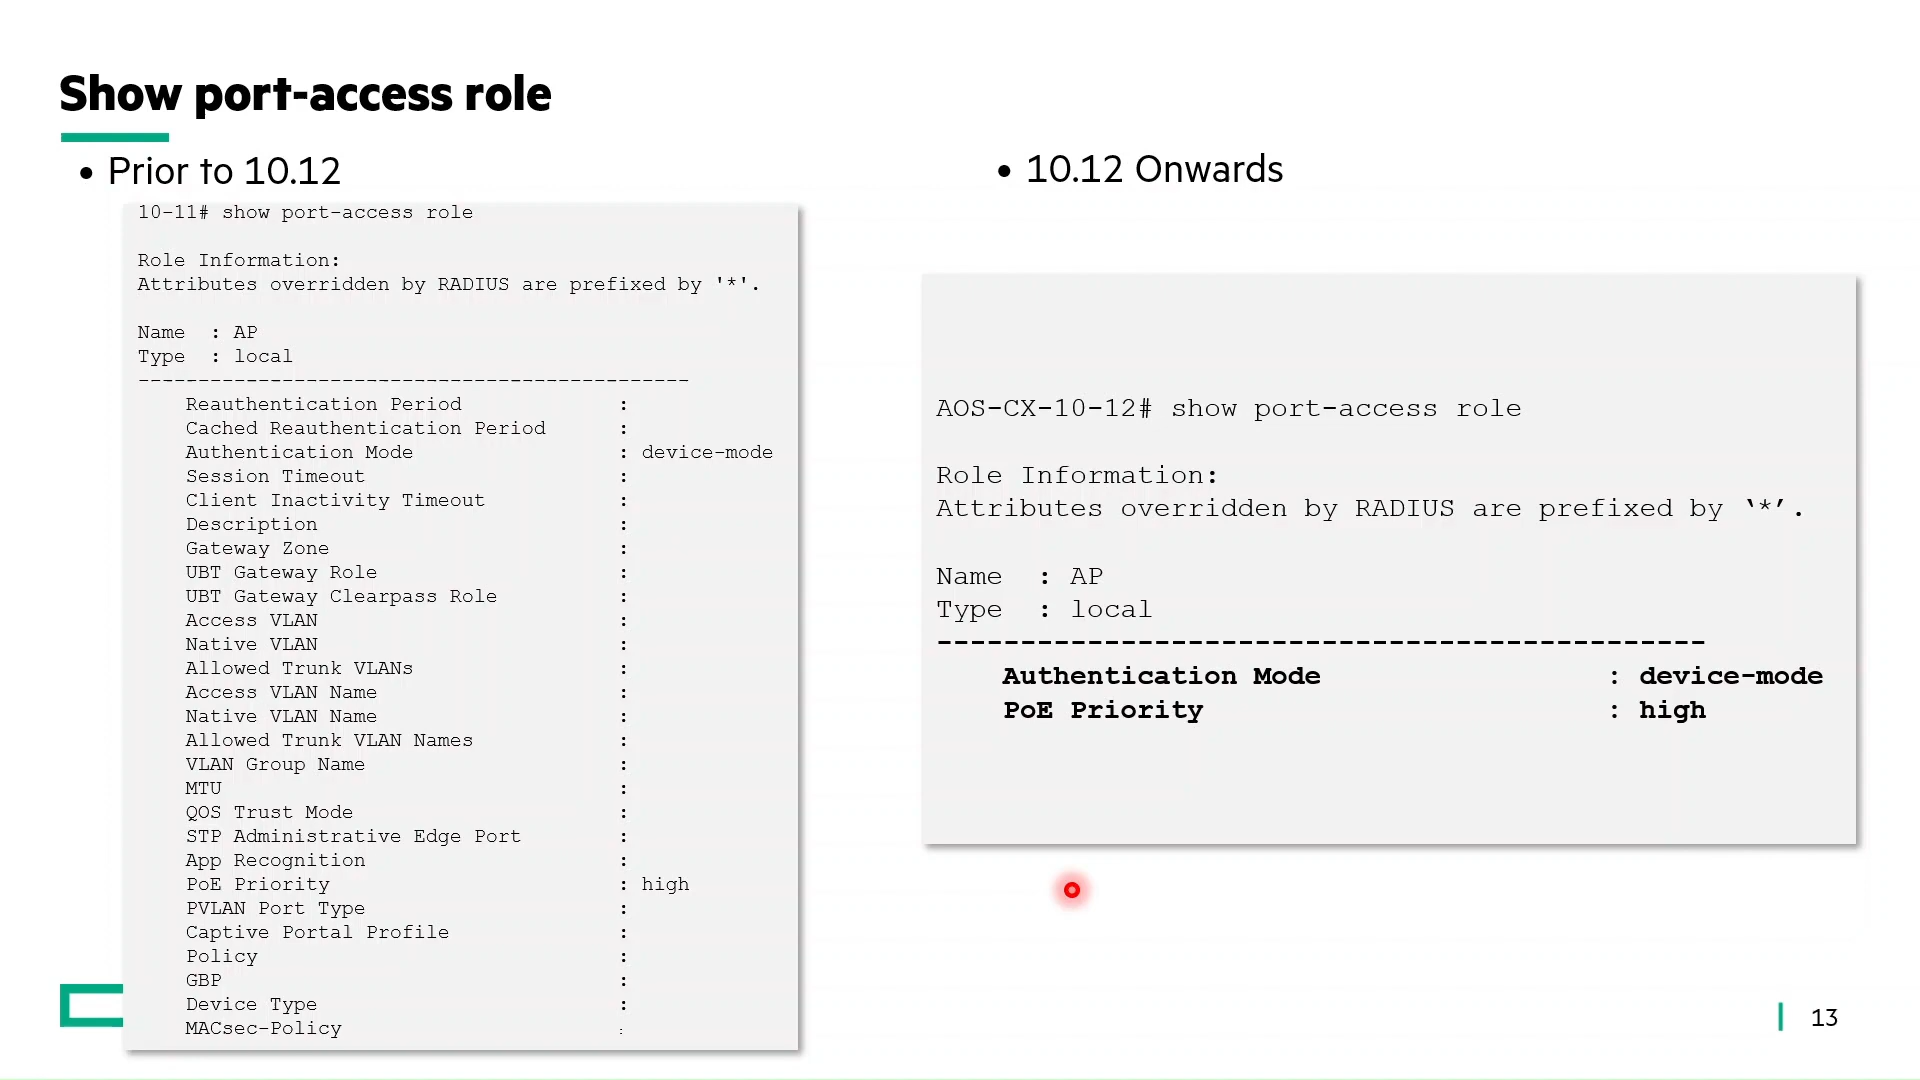 Show port-access role
• Prior to 10.12
10-11# show port-access role
Role Information:
Attributes overridden by RADIUS are prefixed by '*'.
Name  : AP
Type  : local
----------------------------------------------
Reauthentication Period :
Cached Reauthentication Period :
Authentication Mode : device-mode
Session Timeout :
Client Inactivity Timeout :
Description :
Gateway Zone :
UBT Gateway Role :
UBT Gateway Clearpass Role :
Access VLAN :
Native VLAN :
Allowed Trunk VLANs :
Access VLAN Name :
Native VLAN Name :
Allowed Trunk VLAN Names :
VLAN Group Name :
MTU :
QOS Trust Mode :
STP Administrative Edge Port :
App Recognition :
PoE Priority : high
PVLAN Port Type :
Captive Portal Profile :
Policy :
GBP :
Device Type :
MACsec-Policy :
• 10.12 Onwards
AOS-CX-10-12# show port-access role
Role Information:
Attributes overridden by RADIUS are prefixed by ‘*’.
Name  : AP
Type  : local
----------------------------------------------
Authentication Mode : device-mode
PoE Priority : high
13